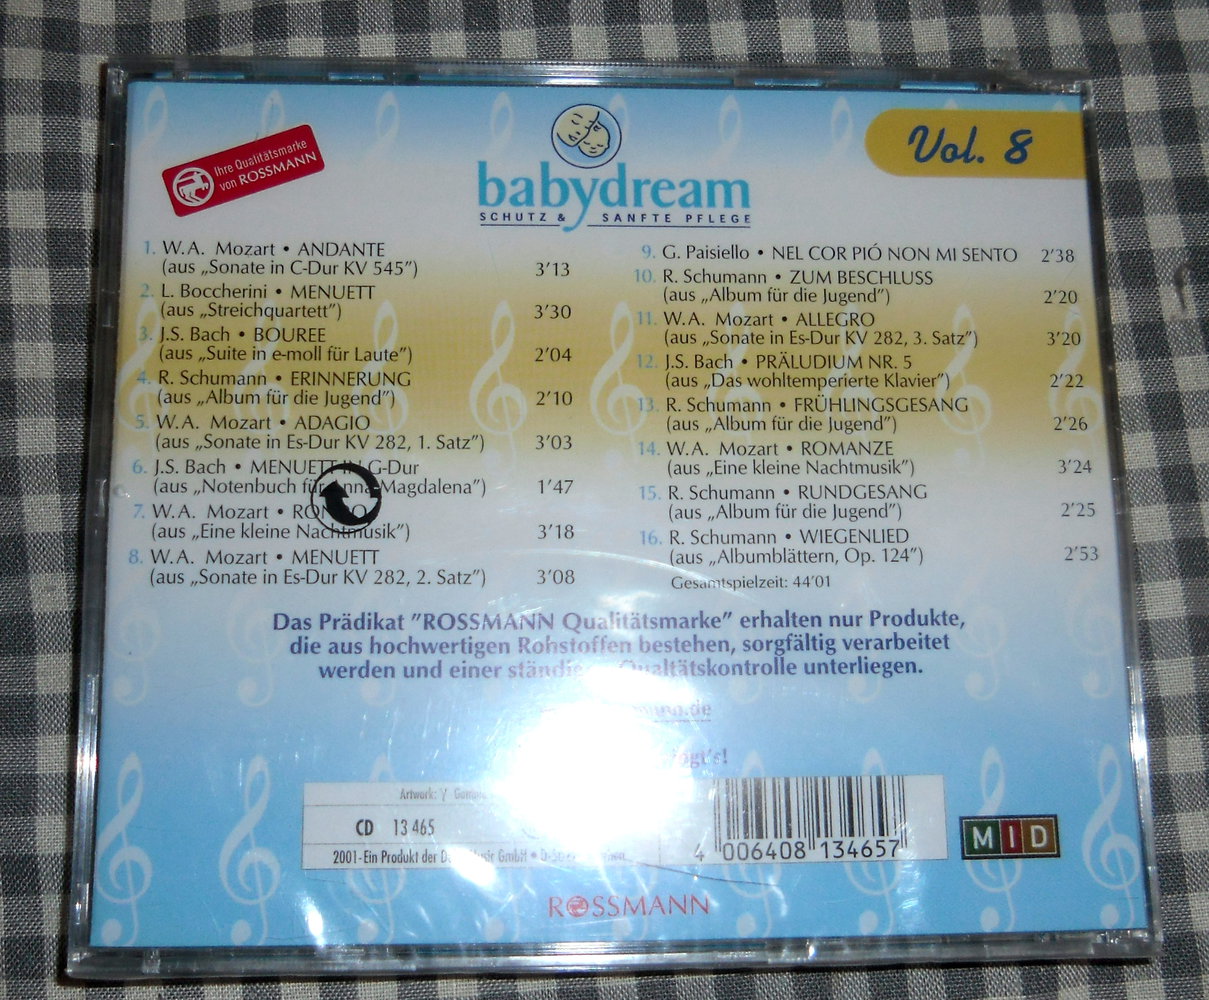 Ihre Qualitätsmarke
von ROSSMANN
Vol. 8
babydream
SCHUTZ & SANFTE PFLEGE
1. W.A. Mozart • ANDANTE
(aus „Sonate in C-Dur KV 545”) 3’13
2. L. Boccherini • MENUETT
(aus „Streichquartett”) 3’30
3. J.S. Bach • BOUREE
(aus „Suite in e-moll für Laute”) 2’04
4. R. Schumann • ERINNERUNG
(aus „Album für die Jugend”) 2’10
5. W.A. Mozart • ADAGIO
(aus „Sonate in Es-Dur KV 282, 1. Satz”) 3’03
6. J.S. Bach • MENUETT IN G-Dur
(aus „Notenbuch für Anna Magdalena”) 1’47
7. W.A. Mozart •
(aus „Eine kleine Nachtmusik”) 3’18
8. W.A. Mozart • MENUETT
(aus „Sonate in Es-Dur KV 282, 2. Satz”) 3’08
9. G. Paisiello • NEL COR PIÓ NON MI SENTO 2’38
10. R. Schumann • ZUM BESCHLUSS
(aus „Album für die Jugend”) 2’20
11. W.A. Mozart • ALLEGRO
(aus „Sonate in Es-Dur KV 282, 3. Satz”) 3’20
12. J.S. Bach • PRÄLUDIUM NR. 5
(aus „Das wohltemperierte Klavier”) 2’22
13. R. Schumann • FRÜHLINGSGESANG
(aus „Album für die Jugend”) 2’26
14. W.A. Mozart • ROMANZE
(aus „Eine kleine Nachtmusik”) 3’24
15. R. Schumann • RUNDGESANG
(aus „Album für die Jugend”) 2’25
16. R. Schumann • WIEGENLIED
(aus „Albumblättern, Op. 124”) 2’53
Gesamtspielzeit: 44’01
Das Prädikat ”ROSSMANN Qualitätsmarke” erhalten nur Produkte,
die aus hochwertigen Rohstoffen bestehen, sorgfältig verarbeitet
werden und einer Qualtätskontrolle unterliegen.
Artwork:
CD 13 465
2001-Ein Produkt der GmbH •
4 006408 134657
MID
ROSSMANN